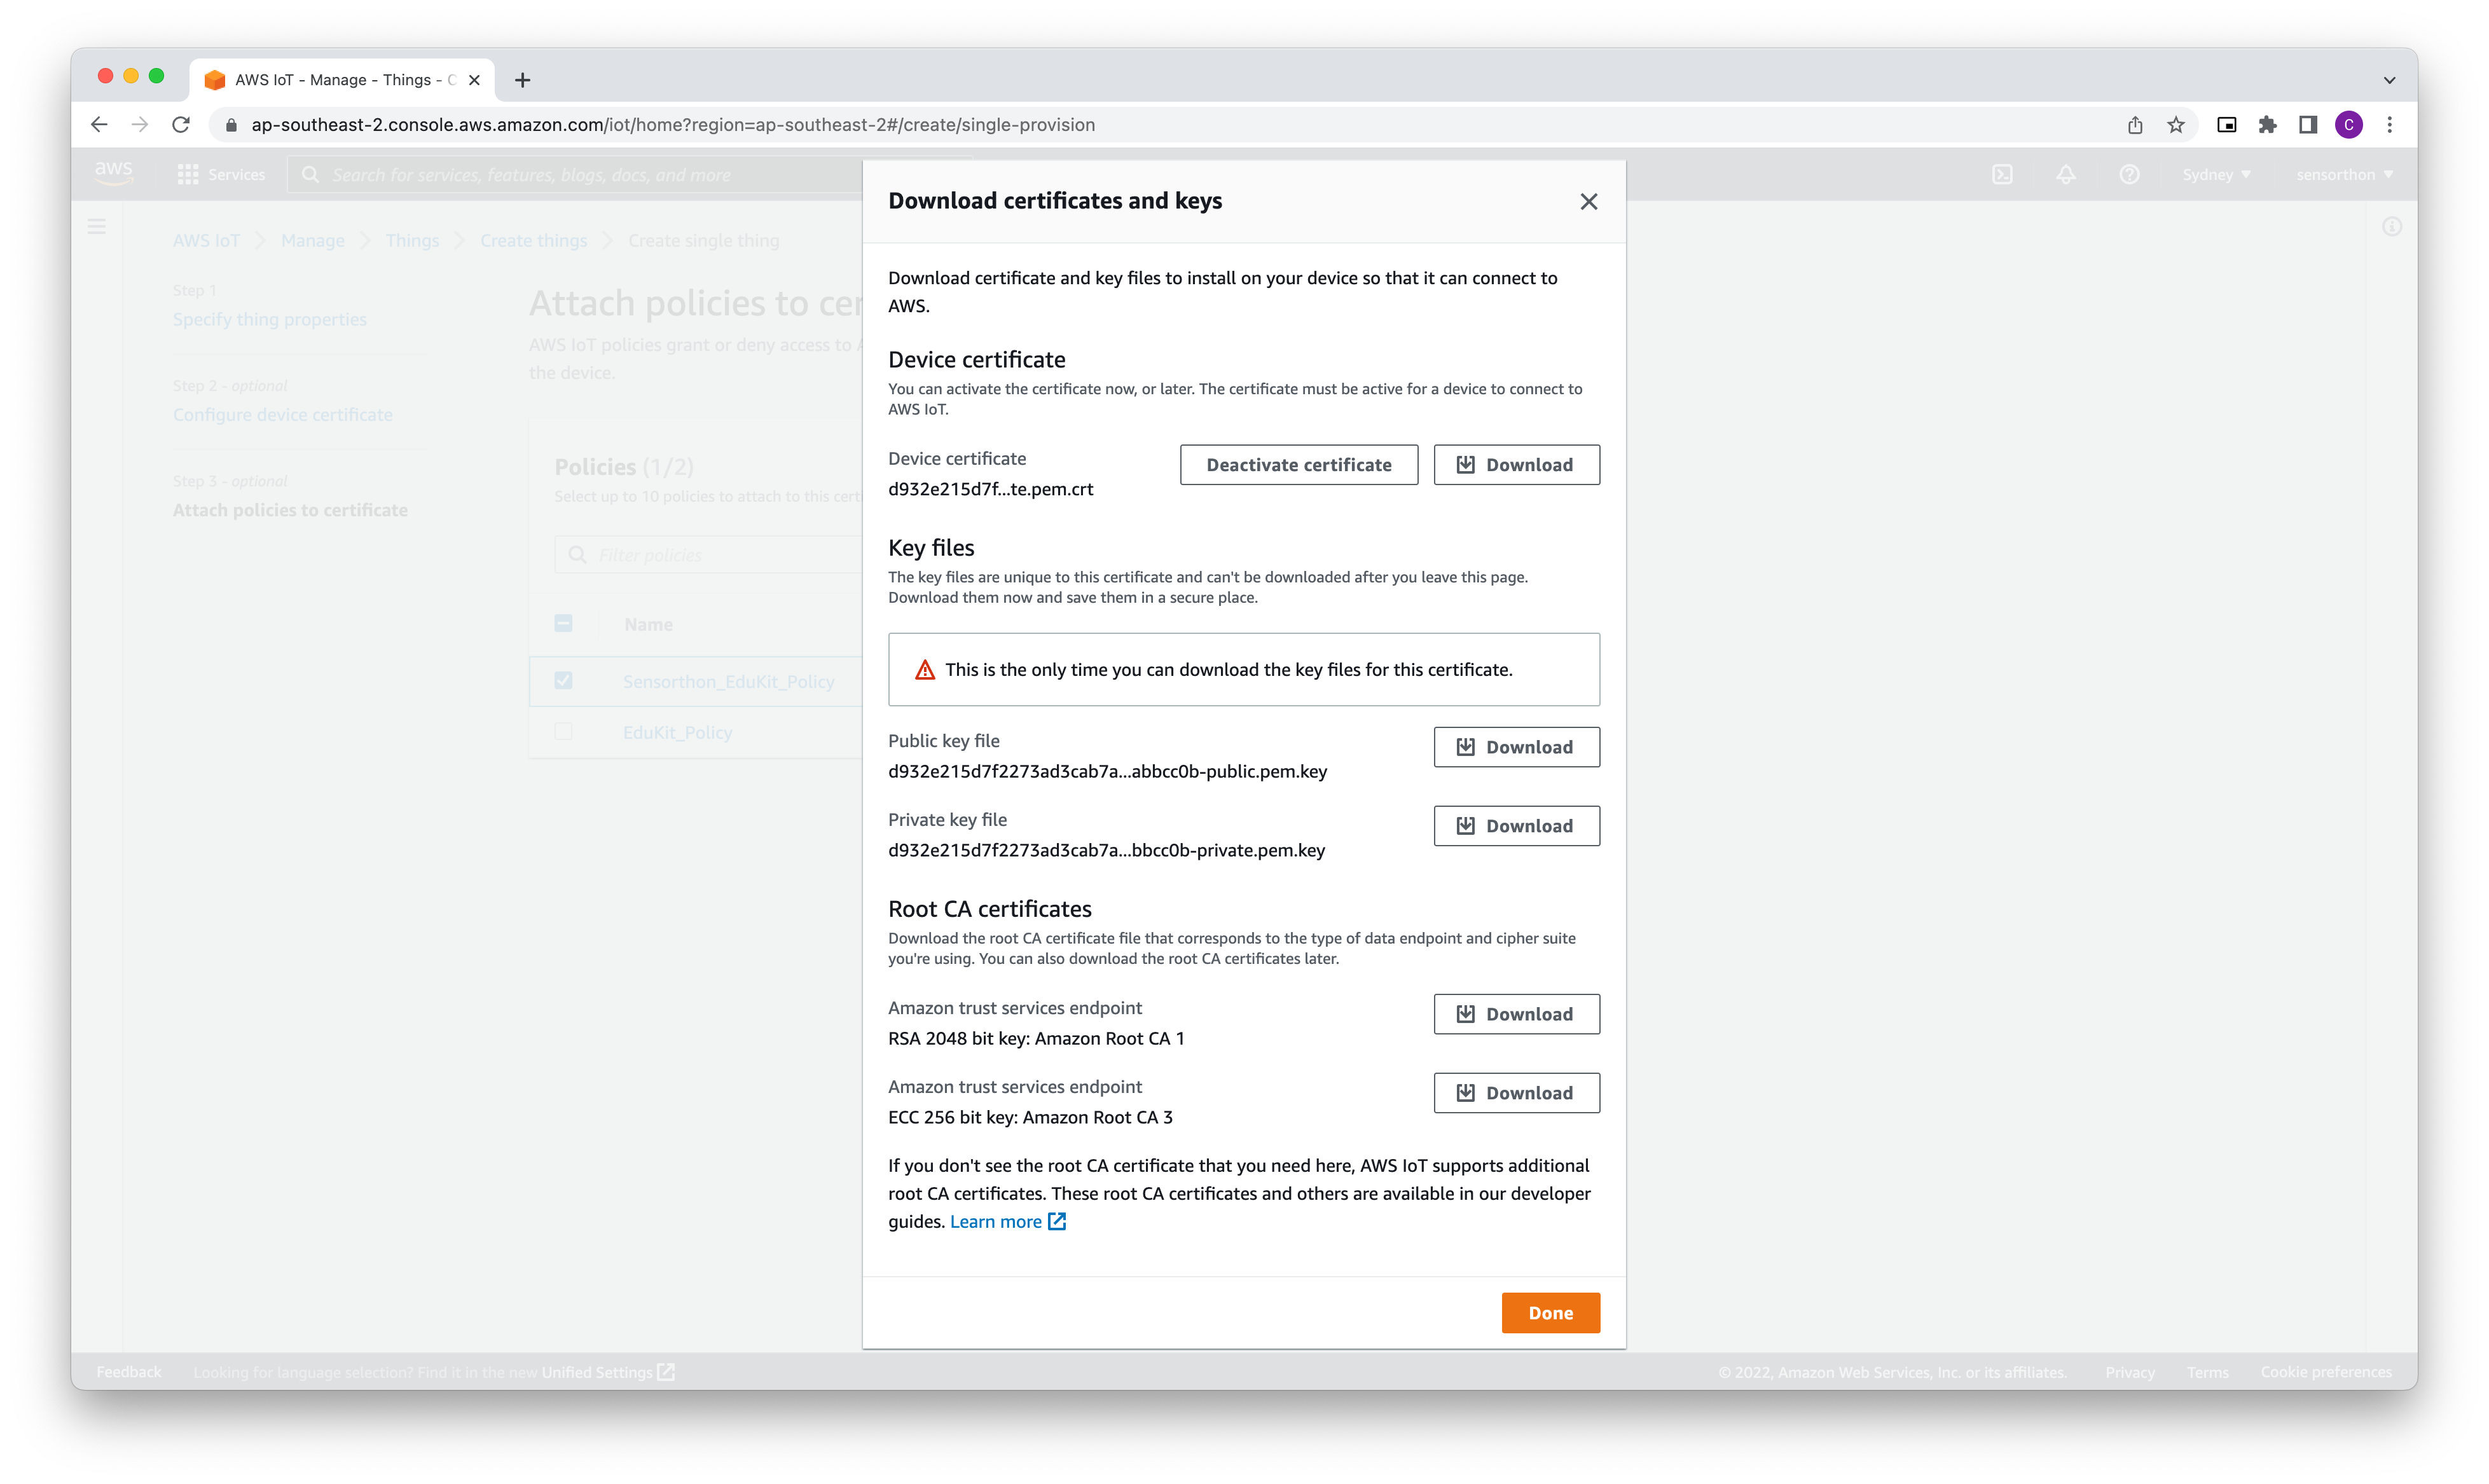 AWS IoT - Manage - Things - C
ap-southeast-2.console.aws.amazon.com/iot/home?region=ap-southeast-2#/create/single-provision
C
aws
Services
Search for services, features, blogs, docs, and more
Sydney
sensorthon
AWS IoT
Manage
Things
Create things
Create single thing
Step 1
Specify thing properties
Step 2 - optional
Configure device certificate
Step 3 - optional
Attach policies to certificate
Attach policies to cer
AWS IoT policies grant or deny access to A
the device.
Policies (1/2)
Select up to 10 policies to attach to this cert
Filter policies
Name
Sensorthon_EduKit_Policy
EduKit_Policy
Download certificates and keys
Download certificate and key files to install on your device so that it can connect to
AWS.
Device certificate
You can activate the certificate now, or later. The certificate must be active for a device to connect to
AWS IoT.
Device certificate
d932e215d7f...te.pem.crt
Deactivate certificate
Download
Key files
The key files are unique to this certificate and can't be downloaded after you leave this page.
Download them now and save them in a secure place.
This is the only time you can download the key files for this certificate.
Public key file
d932e215d7f2273ad3cab7a...abbcc0b-public.pem.key
Download
Private key file
d932e215d7f2273ad3cab7a...bbcc0b-private.pem.key
Download
Root CA certificates
Download the root CA certificate file that corresponds to the type of data endpoint and cipher suite
you're using. You can also download the root CA certificates later.
Amazon trust services endpoint
RSA 2048 bit key: Amazon Root CA 1
Download
Amazon trust services endpoint
ECC 256 bit key: Amazon Root CA 3
Download
If you don't see the root CA certificate that you need here, AWS IoT supports additional
root CA certificates. These root CA certificates and others are available in our developer
guides. Learn more
Done
Feedback
Looking for language selection? Find it in the new Unified Settings
© 2022, Amazon Web Services, Inc. or its affiliates.
Privacy
Terms
Cookie preferences